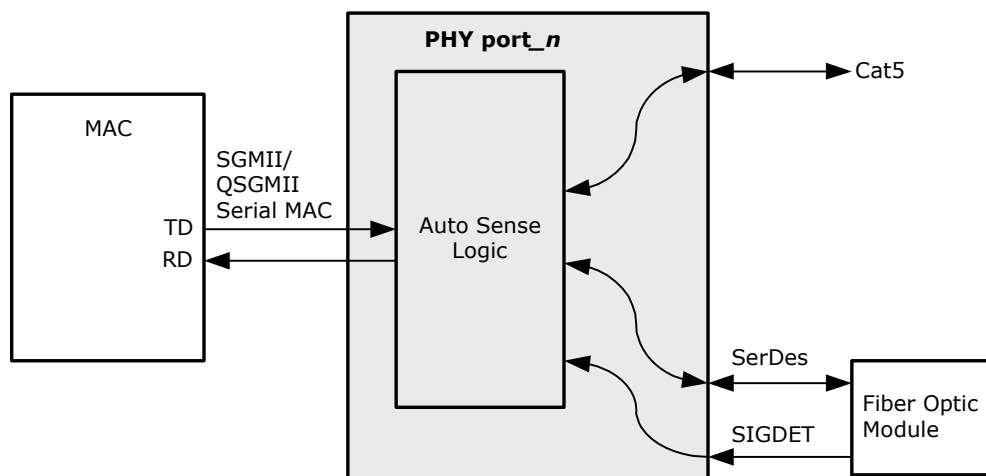 PHY port_n
Cat5
MAC
SGMII/
QSGMII
Serial MAC
TD
RD
Auto Sense
Logic
SerDes
SIGDET
Fiber Optic
Module